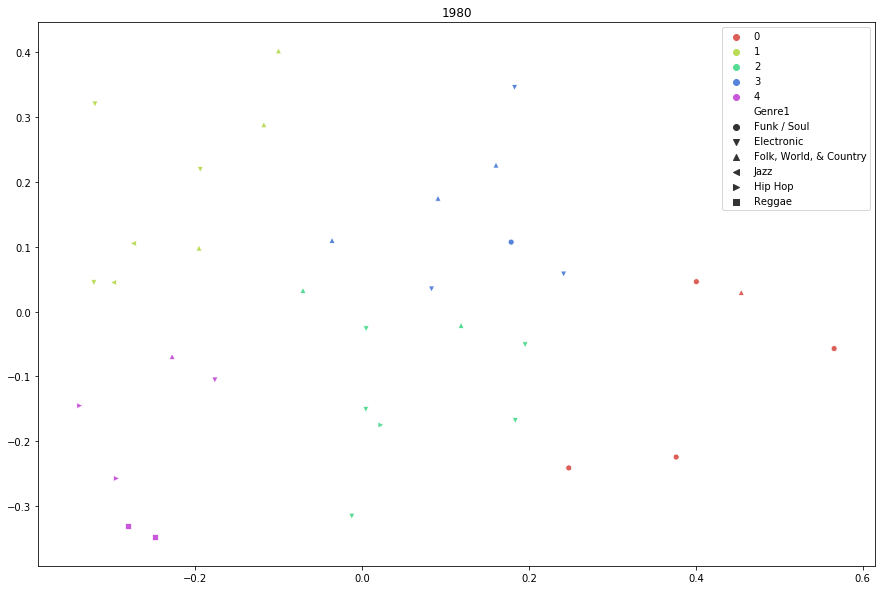 1980
0.4
0.3
0.2
0.1
0.0
−0.1
−0.2
−0.3
−0.2
0.0
0.2
0.4
0.6
0
1
2
3
4
Genre1
Funk / Soul
Electronic
Folk, World, & Country
Jazz
Hip Hop
Reggae